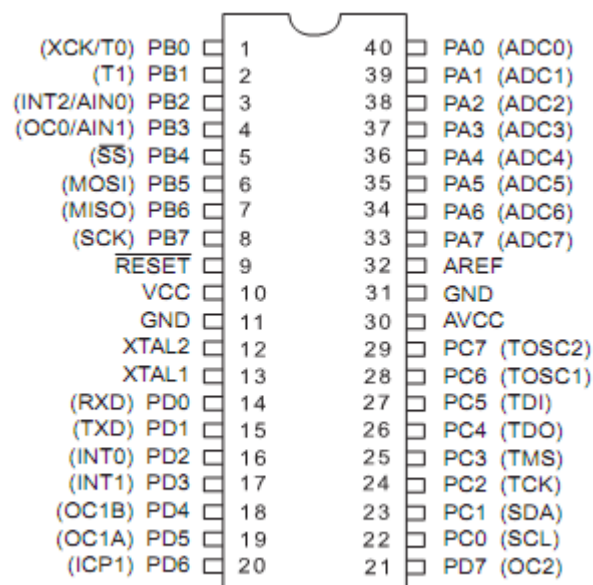 (XCK/T0) PB0 1 40 PA0 (ADC0)
(T1) PB1 2 39 PA1 (ADC1)
(INT2/AIN0) PB2 3 38 PA2 (ADC2)
(OC0/AIN1) PB3 4 37 PA3 (ADC3)
(S̅S̅) PB4 5 36 PA4 (ADC4)
(MOSI) PB5 6 35 PA5 (ADC5)
(MISO) PB6 7 34 PA6 (ADC6)
(SCK) PB7 8 33 PA7 (ADC7)
R̅E̅S̅E̅T̅ 9 32 AREF
VCC 10 31 GND
GND 11 30 AVCC
XTAL2 12 29 PC7 (TOSC2)
XTAL1 13 28 PC6 (TOSC1)
(RXD) PD0 14 27 PC5 (TDI)
(TXD) PD1 15 26 PC4 (TDO)
(INT0) PD2 16 25 PC3 (TMS)
(INT1) PD3 17 24 PC2 (TCK)
(OC1B) PD4 18 23 PC1 (SDA)
(OC1A) PD5 19 22 PC0 (SCL)
(ICP1) PD6 20 21 PD7 (OC2)